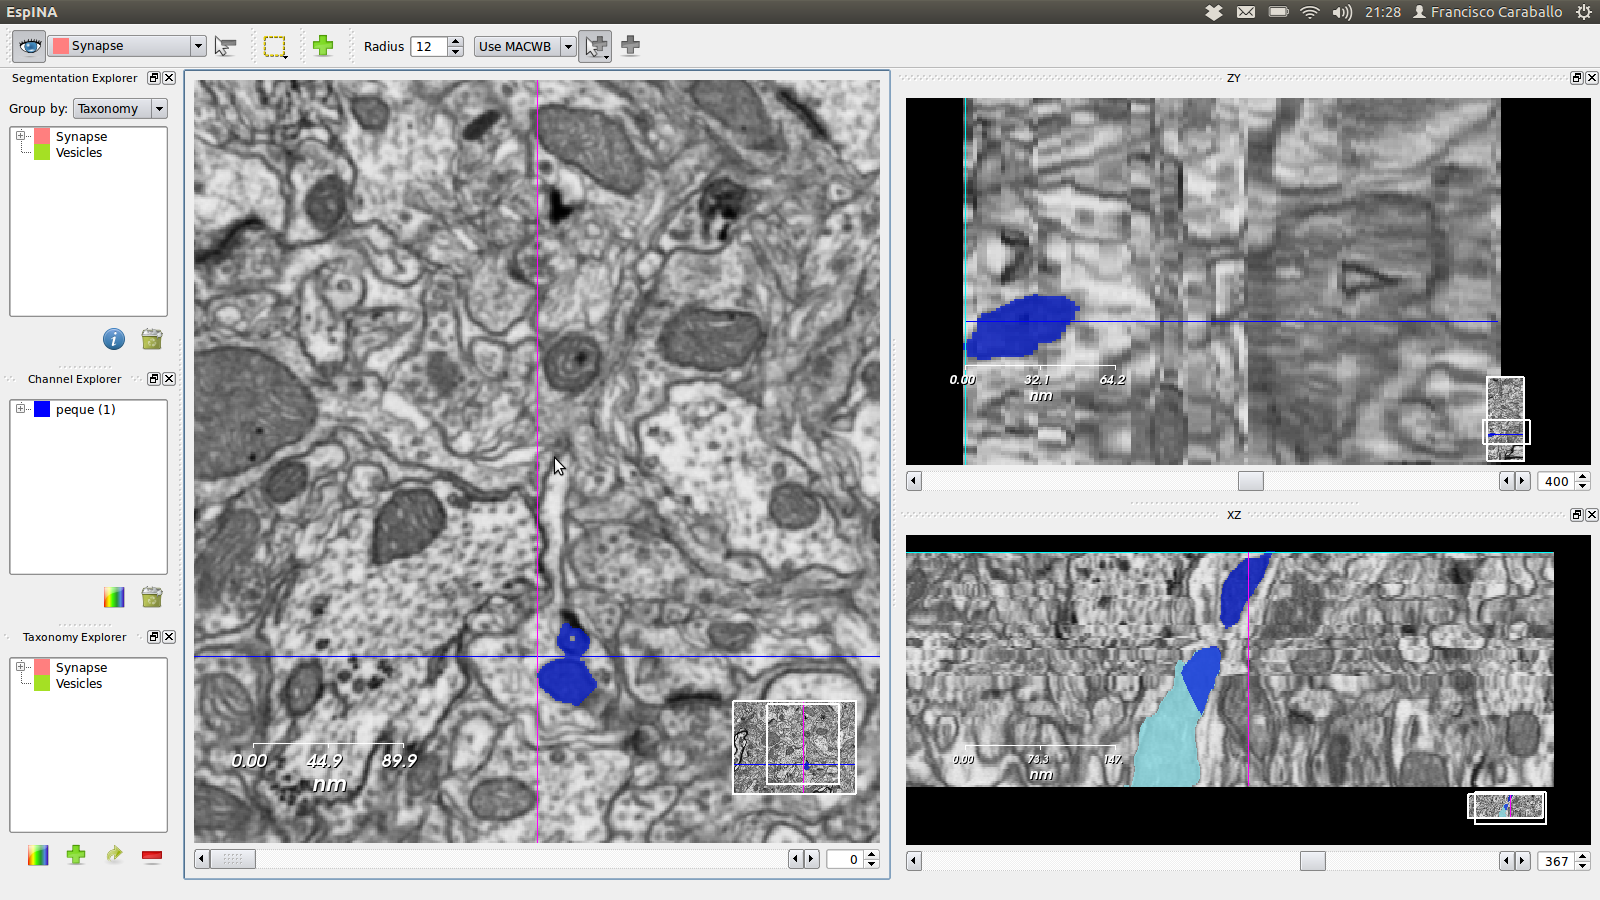 EspINA
21:28 Francisco Caraballo
Synapse
Radius 12
Use MACWB
Segmentation Explorer
Group by: Taxonomy
Synapse
Vesicles
Channel Explorer
peque (1)
Taxonomy Explorer
Synapse
Vesicles
0.00 44.9 89.9
nm
0
ZY
0.00 32.1 64.2
nm
400
XZ
0.00 73.3 147.
nm
367